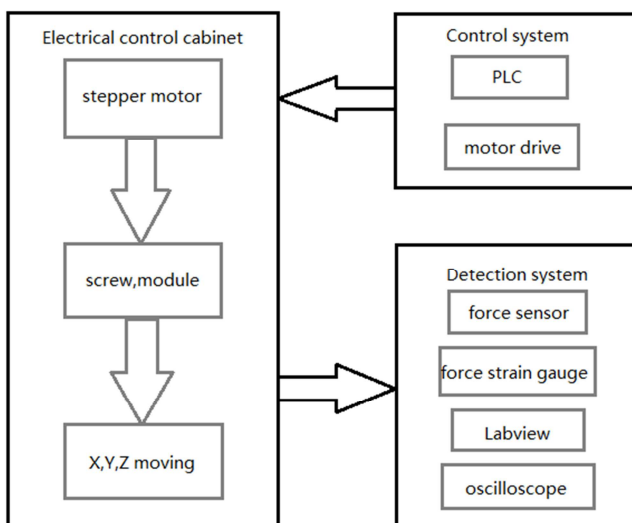 Electrical control cabinet
stepper motor
screw,module
X,Y,Z moving
Control system
PLC
motor drive
Detection system
force sensor
force strain gauge
Labview
oscilloscope